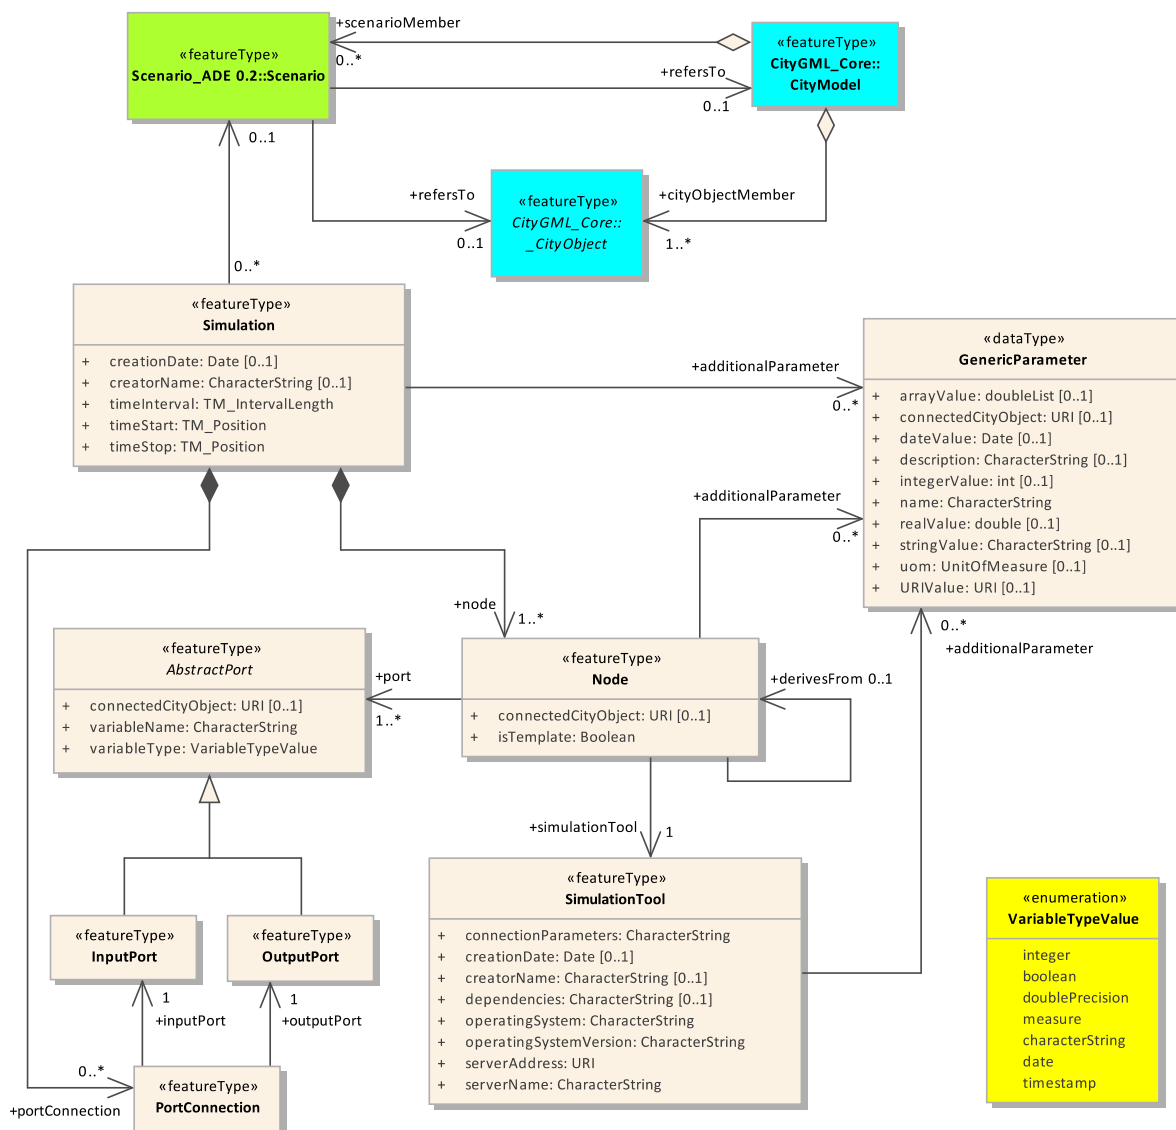 +scenarioMember
0..*
«featureType»
Scenario_ADE 0.2::Scenario
«featureType»
CityGML_Core::
CityModel
+refersTo
0..1
0..1
+refersTo
0..1
«featureType»
CityGML_Core::
_CityObject
+cityObjectMember
1..*
0..*
«featureType»
Simulation
+ creationDate: Date [0..1]
+ creatorName: CharacterString [0..1]
+ timeInterval: TM_IntervalLength
+ timeStart: TM_Position
+ timeStop: TM_Position
+additionalParameter
0..*
«dataType»
GenericParameter
+ arrayValue: doubleList [0..1]
+ connectedCityObject: URI [0..1]
+ dateValue: Date [0..1]
+ description: CharacterString [0..1]
+ integerValue: int [0..1]
+ name: CharacterString
+ realValue: double [0..1]
+ stringValue: CharacterString [0..1]
+ uom: UnitOfMeasure [0..1]
+ URIValue: URI [0..1]
+additionalParameter
0..*
+node
1..*
0..*
+additionalParameter
«featureType»
AbstractPort
+ connectedCityObject: URI [0..1]
+ variableName: CharacterString
+ variableType: VariableTypeValue
+port
1..*
«featureType»
Node
+ connectedCityObject: URI [0..1]
+ isTemplate: Boolean
+derivesFrom 0..1
+simulationTool
1
«featureType»
SimulationTool
+ connectionParameters: CharacterString
+ creationDate: Date [0..1]
+ creatorName: CharacterString [0..1]
+ dependencies: CharacterString [0..1]
+ operatingSystem: CharacterString
+ operatingSystemVersion: CharacterString
+ serverAddress: URI
+ serverName: CharacterString
«enumeration»
VariableTypeValue
integer
boolean
doublePrecision
measure
characterString
date
timestamp
«featureType»
InputPort
«featureType»
OutputPort
1
+inputPort
1
+outputPort
0..*
+portConnection
«featureType»
PortConnection